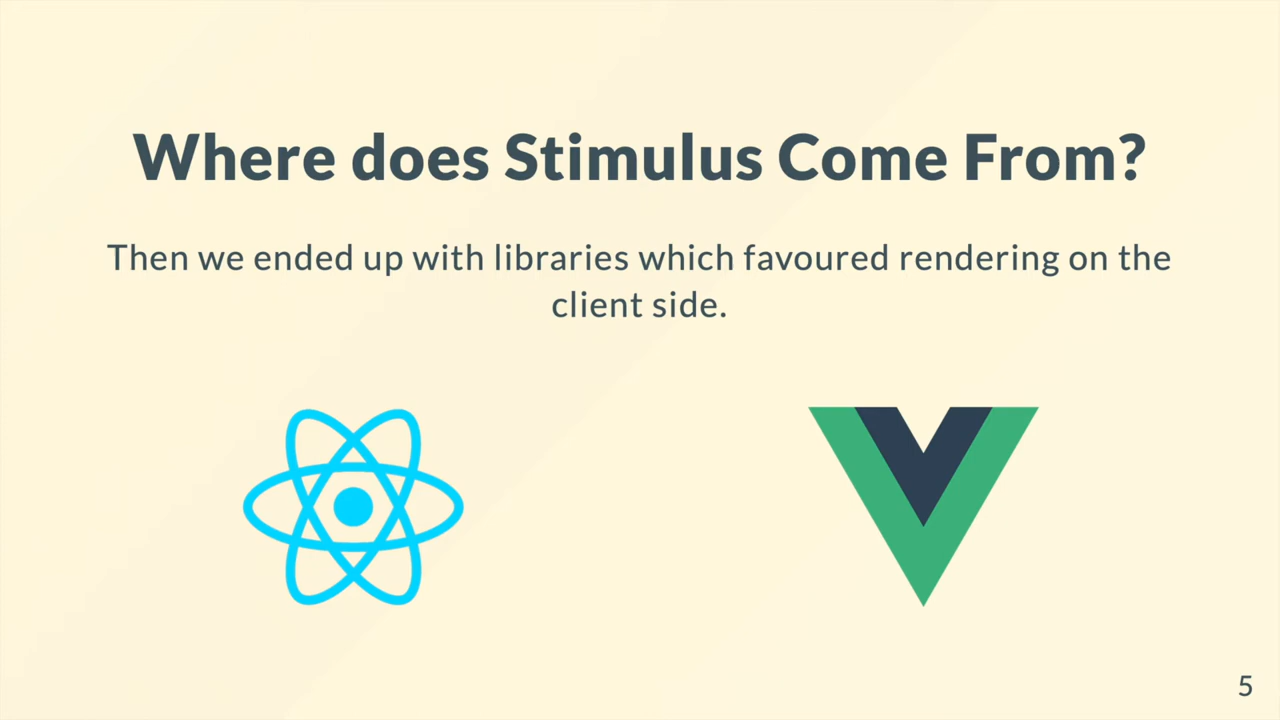 Where does Stimulus Come From?
Then we ended up with libraries which favoured rendering on the
client side.
5